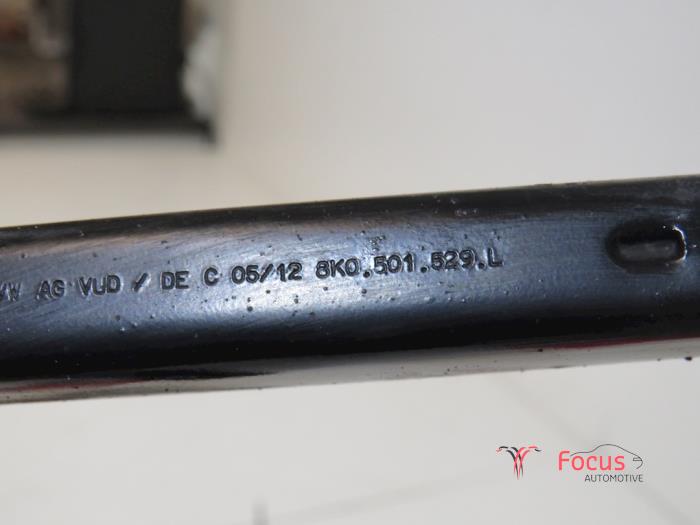 AG VUD / DE C 05/12 8K0.501.529.L
Focus
AUTOMOTIVE